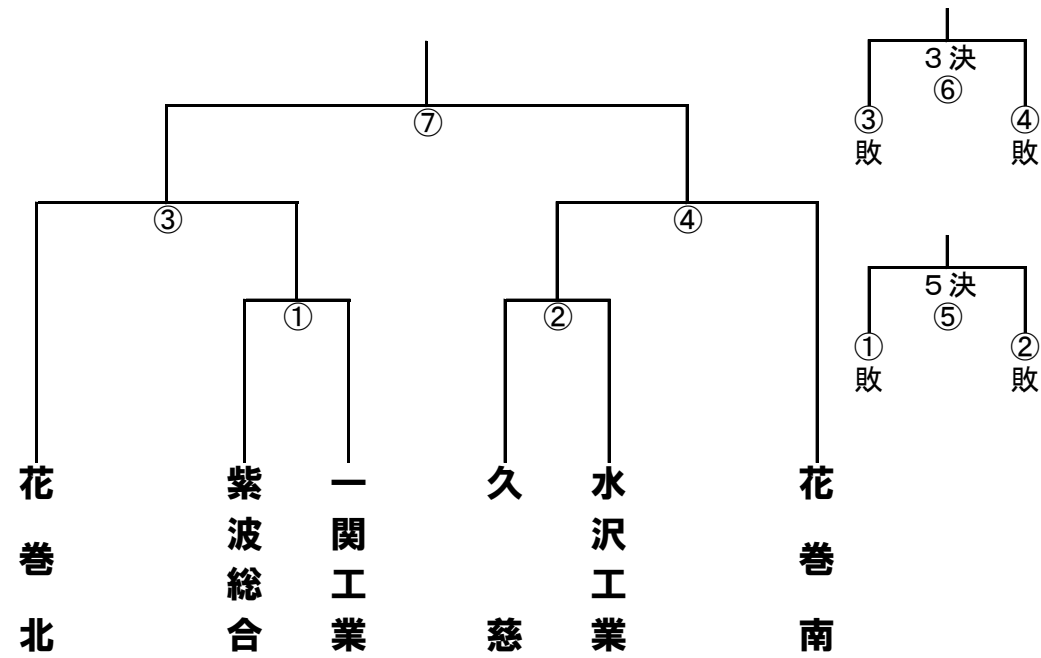 ⑦
③
④
①
②
花巻北
紫波総合
一関工業
久慈
水沢工業
花巻南
3決
⑥
③敗
④敗
5決
⑤
①敗
②敗